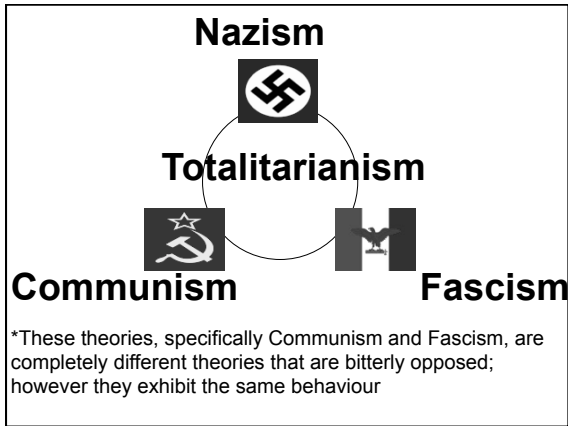 Nazism
Totalitarianism
Communism
Fascism
*These theories, specifically Communism and Fascism, are
completely different theories that are bitterly opposed;
however they exhibit the same behaviour